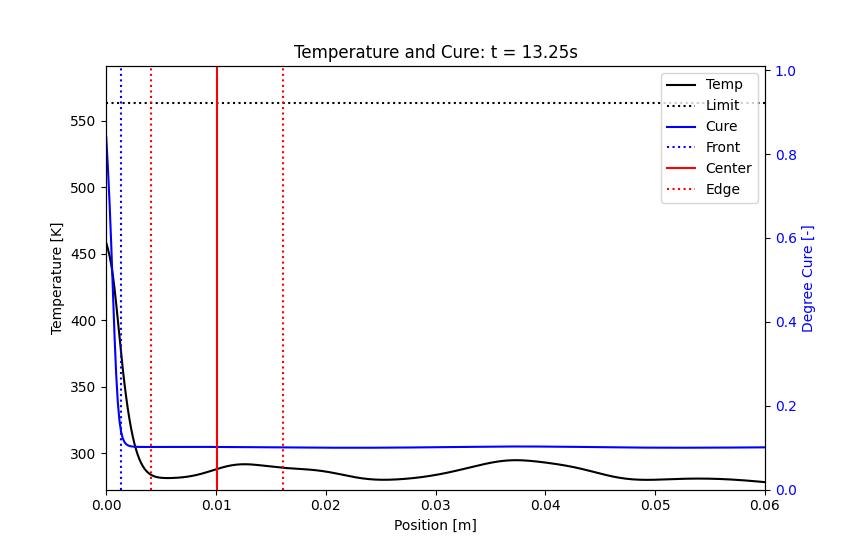 Temperature and Cure: t = 13.25s
Temp
Limit
Cure
Front
Center
Edge
Temperature [K]
550
500
450
400
350
300
Degree Cure [-]
1.0
0.8
0.6
0.4
0.2
0.0
0.00 0.01 0.02 0.03 0.04 0.05 0.06
Position [m]